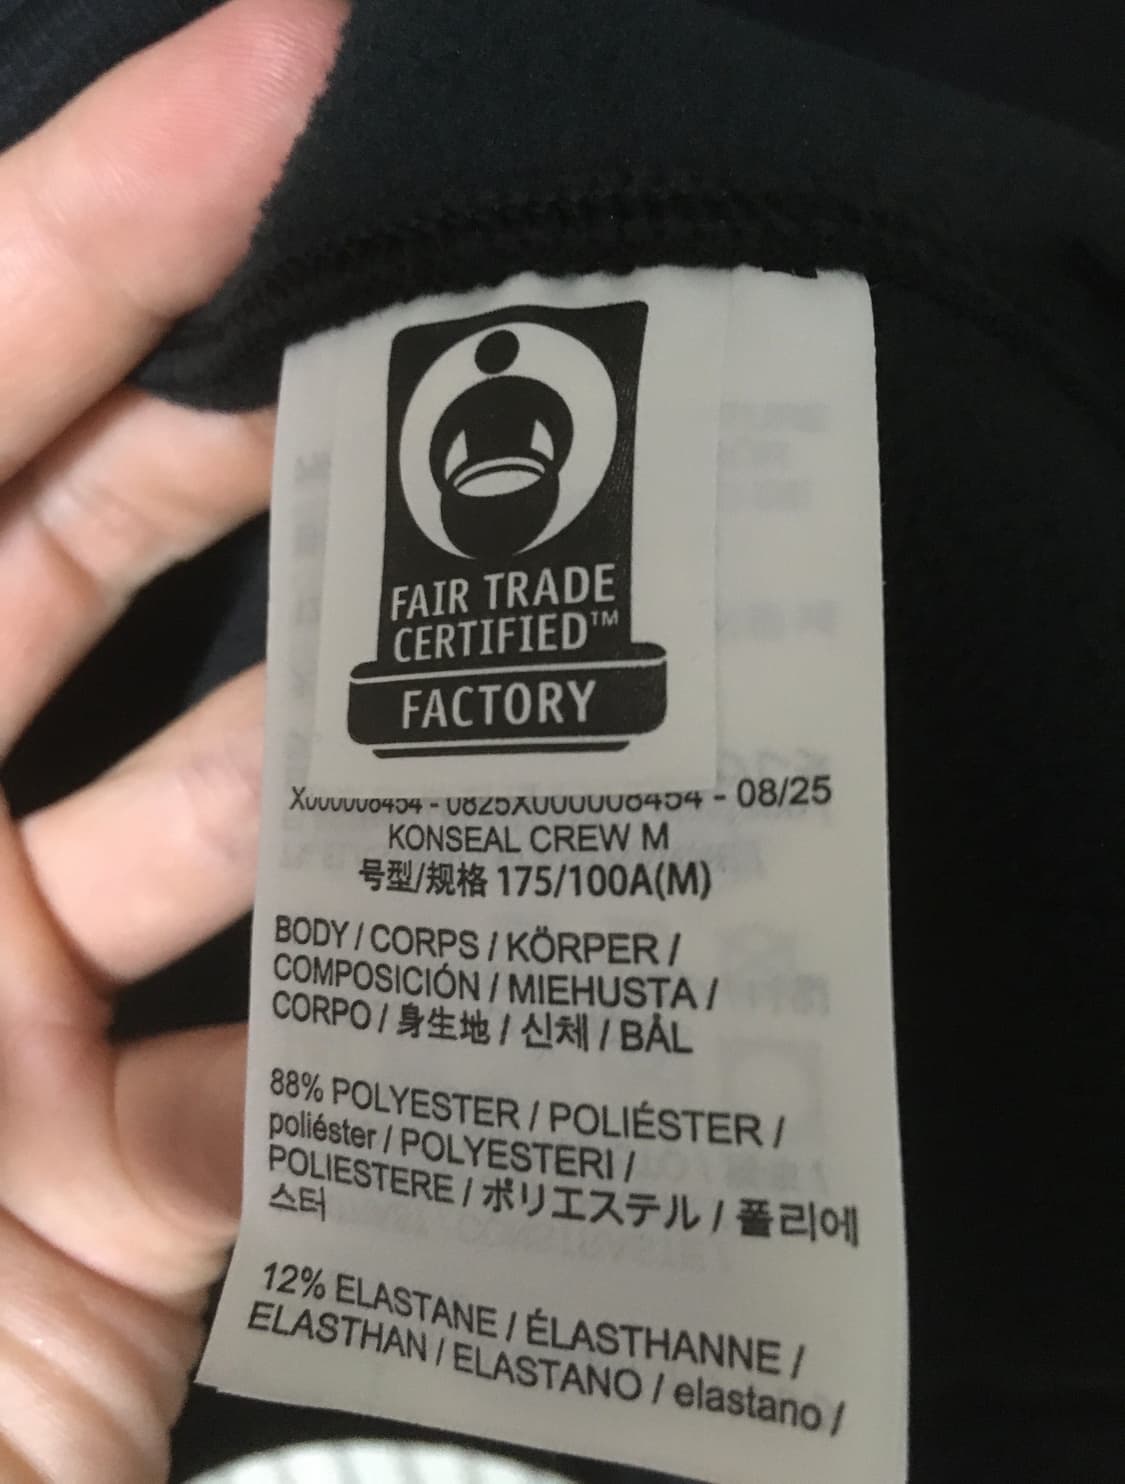 FAIR TRADE
CERTIFIED™
FACTORY
X000008454 - 0825X000008454 - 08/25
KONSEAL CREW M
号型/规格 175/100A(M)
BODY / CORPS / KÖRPER /
COMPOSICIÓN / MIEHUSTA /
CORPO / 身生地 / 신체 / BÅL
88% POLYESTER / POLIÉSTER /
poliéster / POLYESTERI /
POLIESTERE / ポリエステル / 폴리에
스터
12% ELASTANE / ÉLASTHANNE /
ELASTHAN / ELASTANO / elastano /